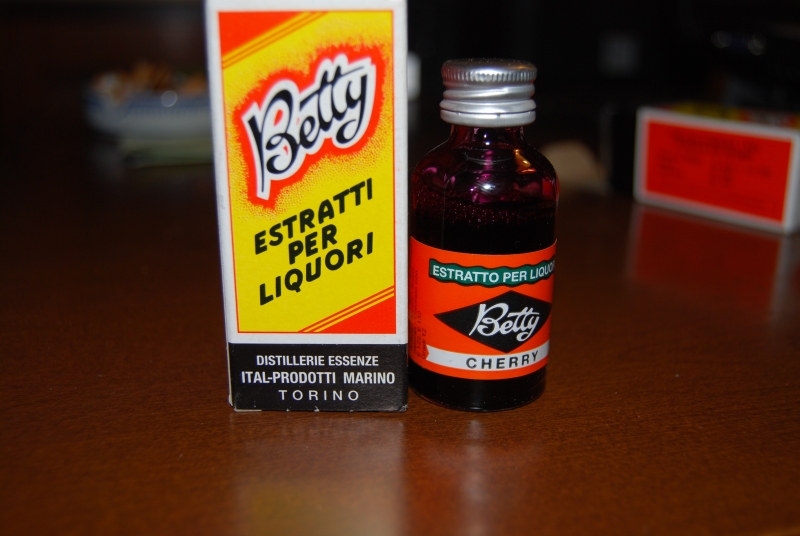 Betty
ESTRATTI
PER
LIQUORI
DISTILLERIE ESSENZE
ITAL-PRODOTTI MARINO
TORINO
ESTRATTO PER LIQUO
Betty
CHERRY